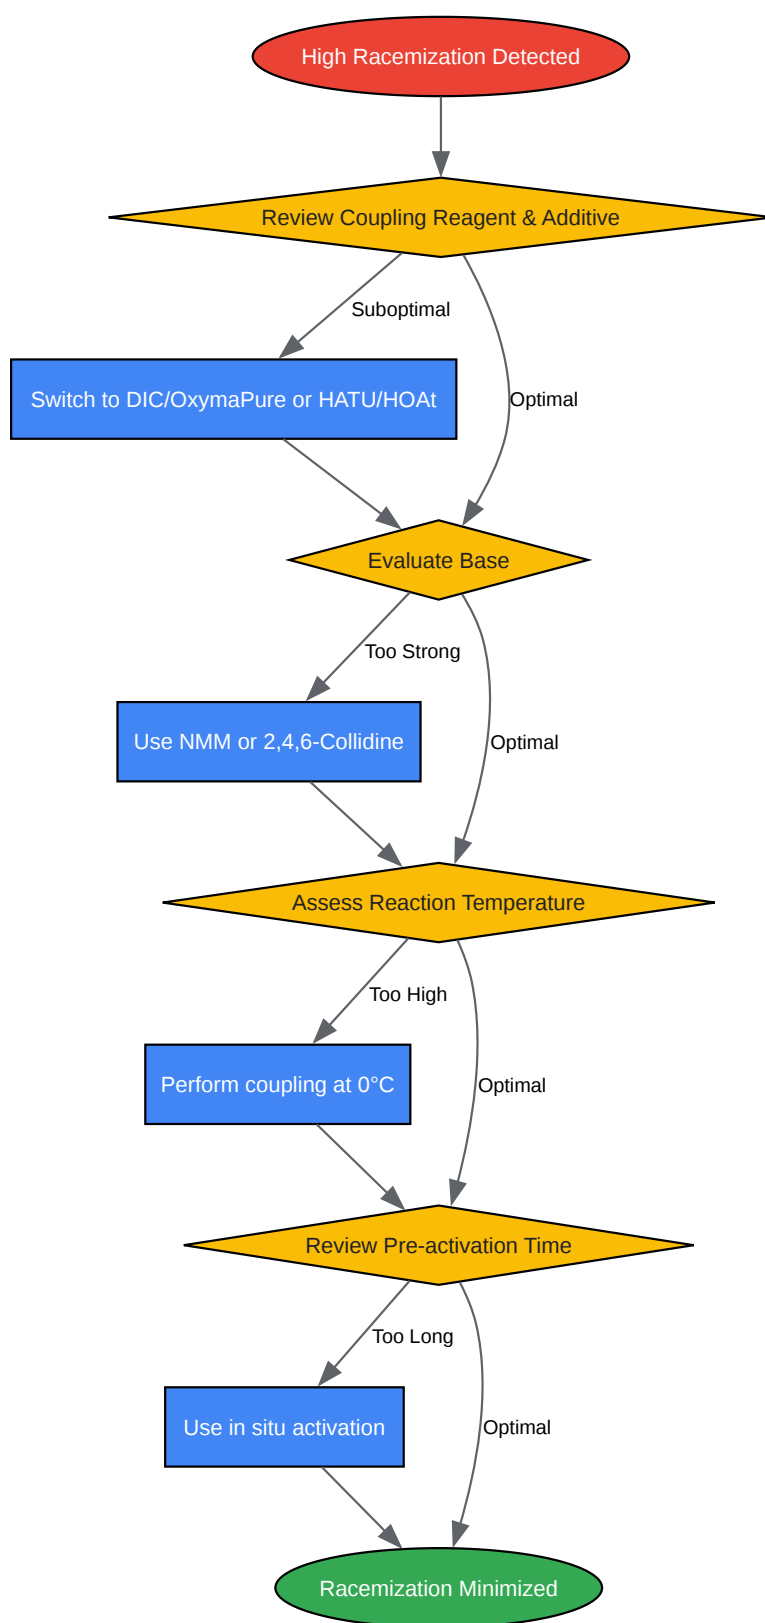 High Racemization Detected
Review Coupling Reagent & Additive
Suboptimal
Switch to DIC/OxymaPure or HATU/HOAt
Optimal
Evaluate Base
Too Strong
Use NMM or 2,4,6-Collidine
Optimal
Assess Reaction Temperature
Too High
Perform coupling at 0°C
Optimal
Review Pre-activation Time
Too Long
Use in situ activation
Optimal
Racemization Minimized